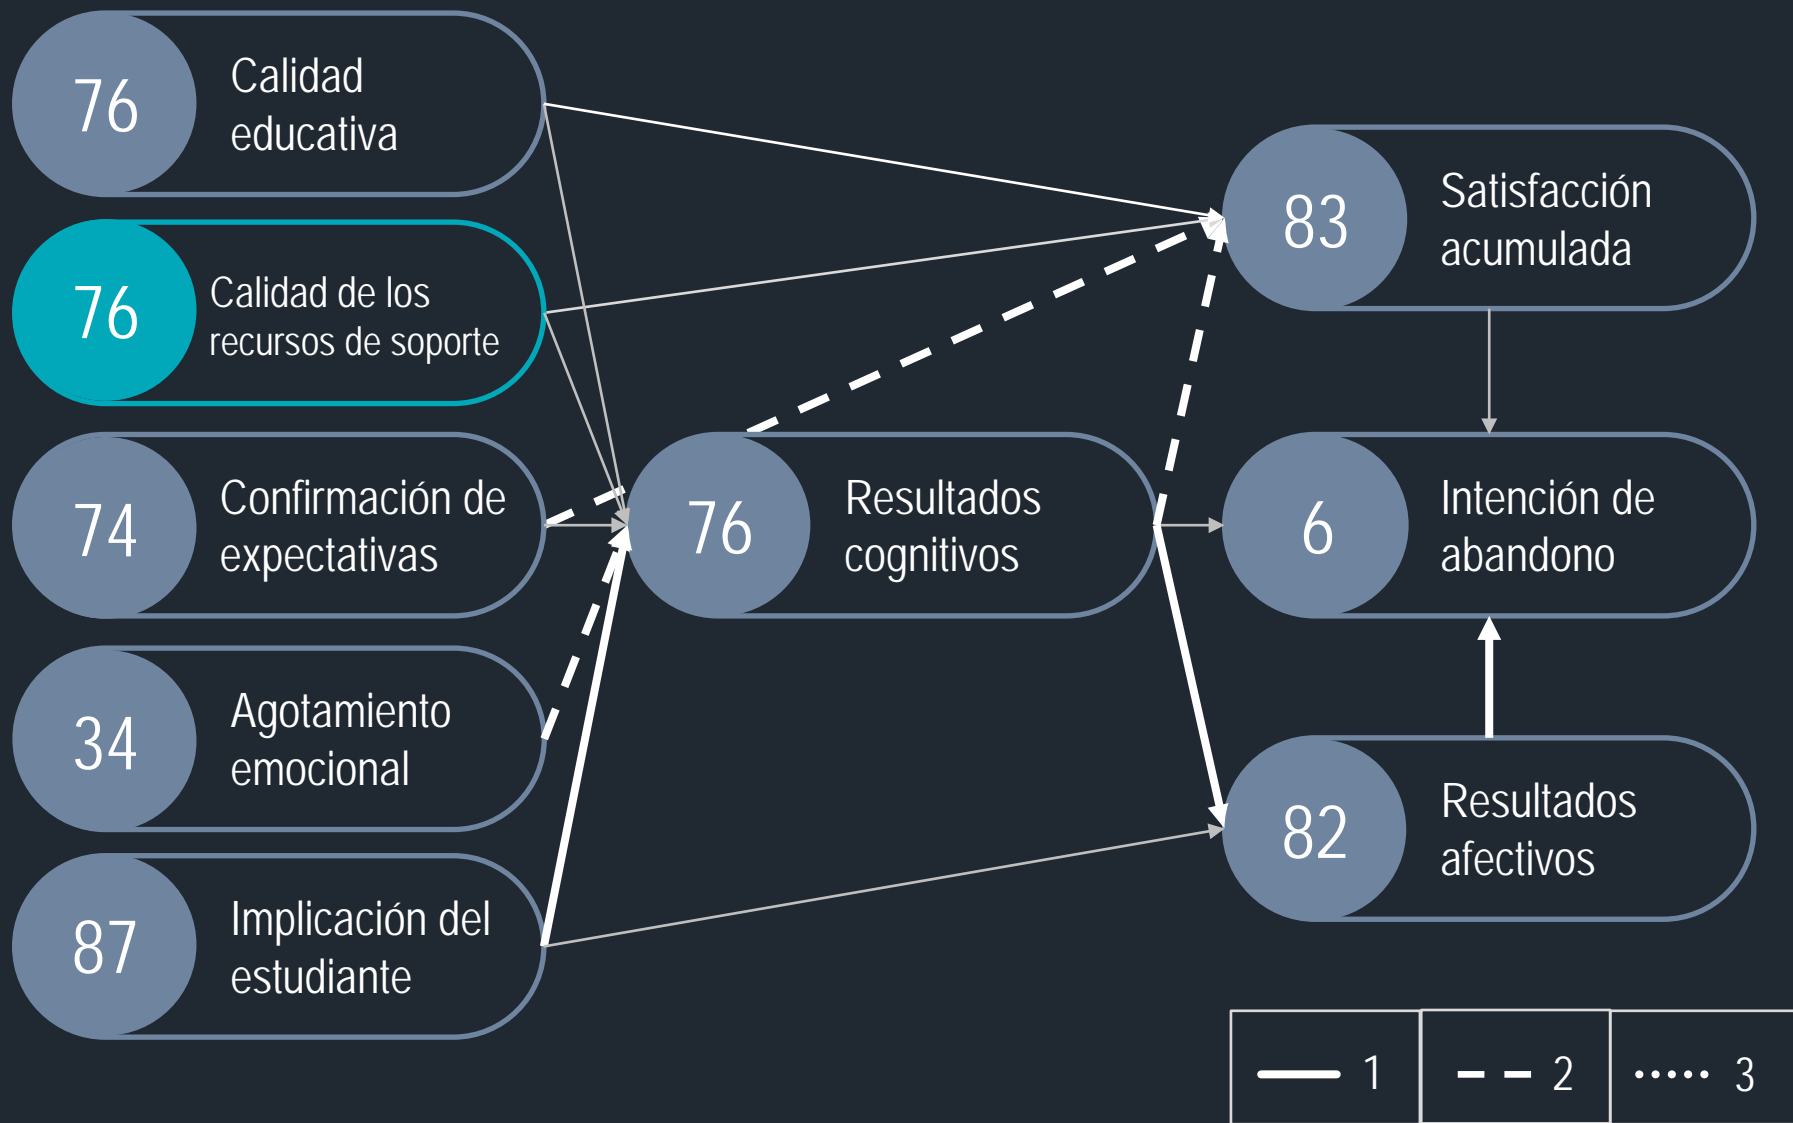 76
Calidad
educativa
76
Calidad de los
recursos de soporte
74
Confirmación de
expectativas
34
Agotamiento
emocional
87
Implicación del
estudiante
76
Resultados
cognitivos
83
Satisfacción
acumulada
6
Intención de
abandono
82
Resultados
afectivos
1
2
3